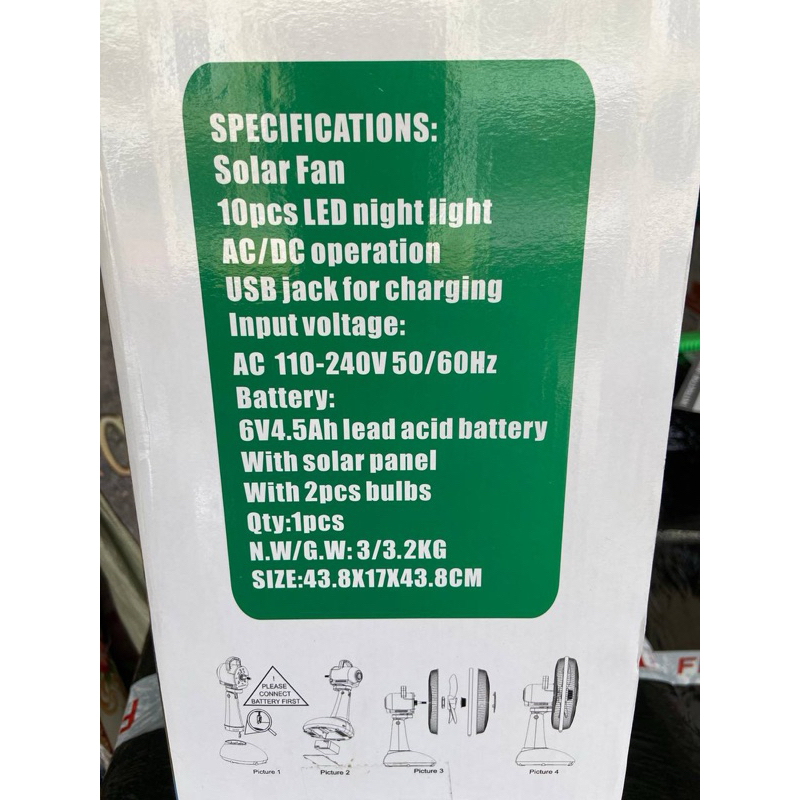 SPECIFICATIONS:
Solar Fan
10pcs LED night light
AC/DC operation
USB jack for charging
Input voltage:
AC 110-240V 50/60Hz
Battery:
6V4.5Ah lead acid battery
With solar panel
With 2pcs bulbs
Qty:1pcs
N.W/G.W: 3/3.2KG
SIZE:43.8X17X43.8CM
1
PLEASE
CONNECT
BATTERY FIRST
Picture 1
Picture 2
Picture 3
Picture 4